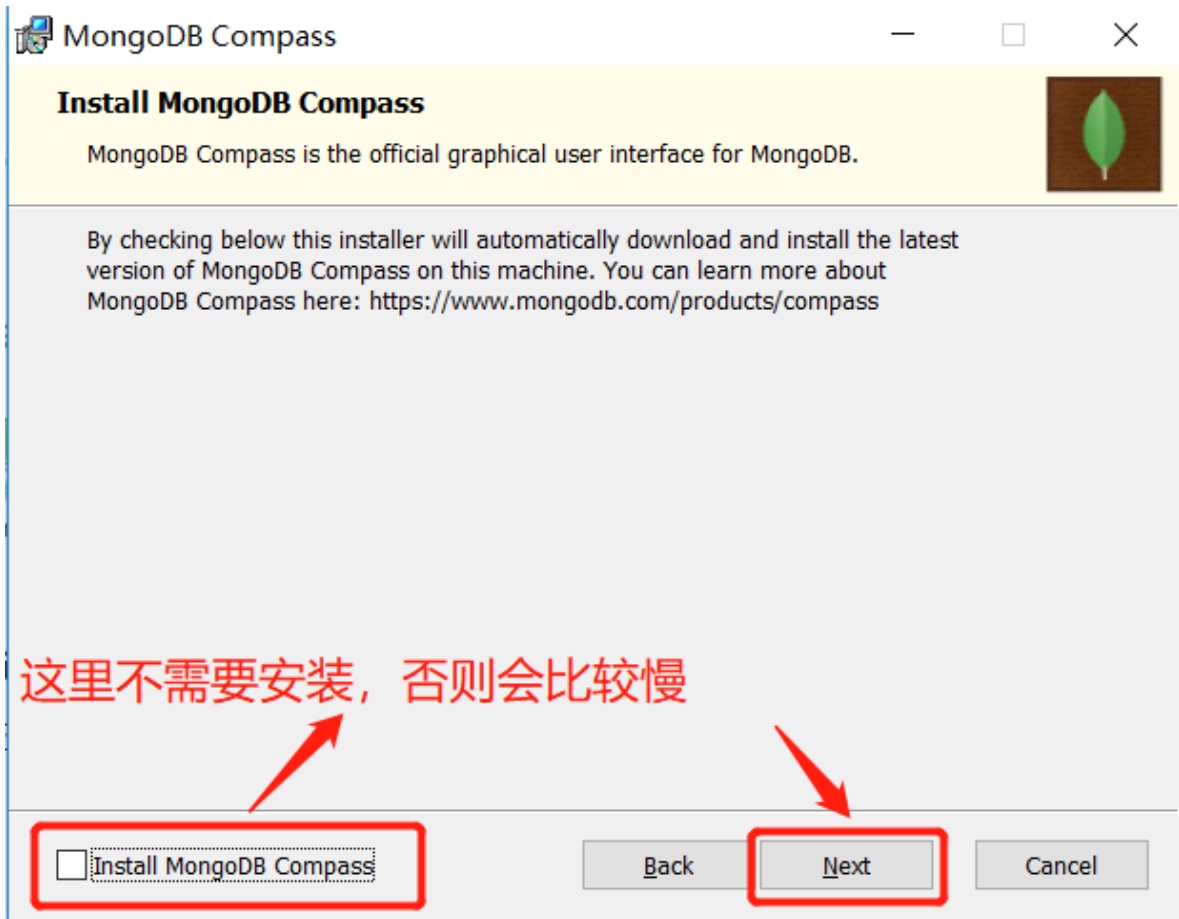 MongoDB Compass
Install MongoDB Compass
MongoDB Compass is the official graphical user interface for MongoDB.
By checking below this installer will automatically download and install the latest
version of MongoDB Compass on this machine. You can learn more about
MongoDB Compass here: https://www.mongodb.com/products/compass
这里不需要安装，否则会比较慢
Install MongoDB Compass
Back
Next
Cancel